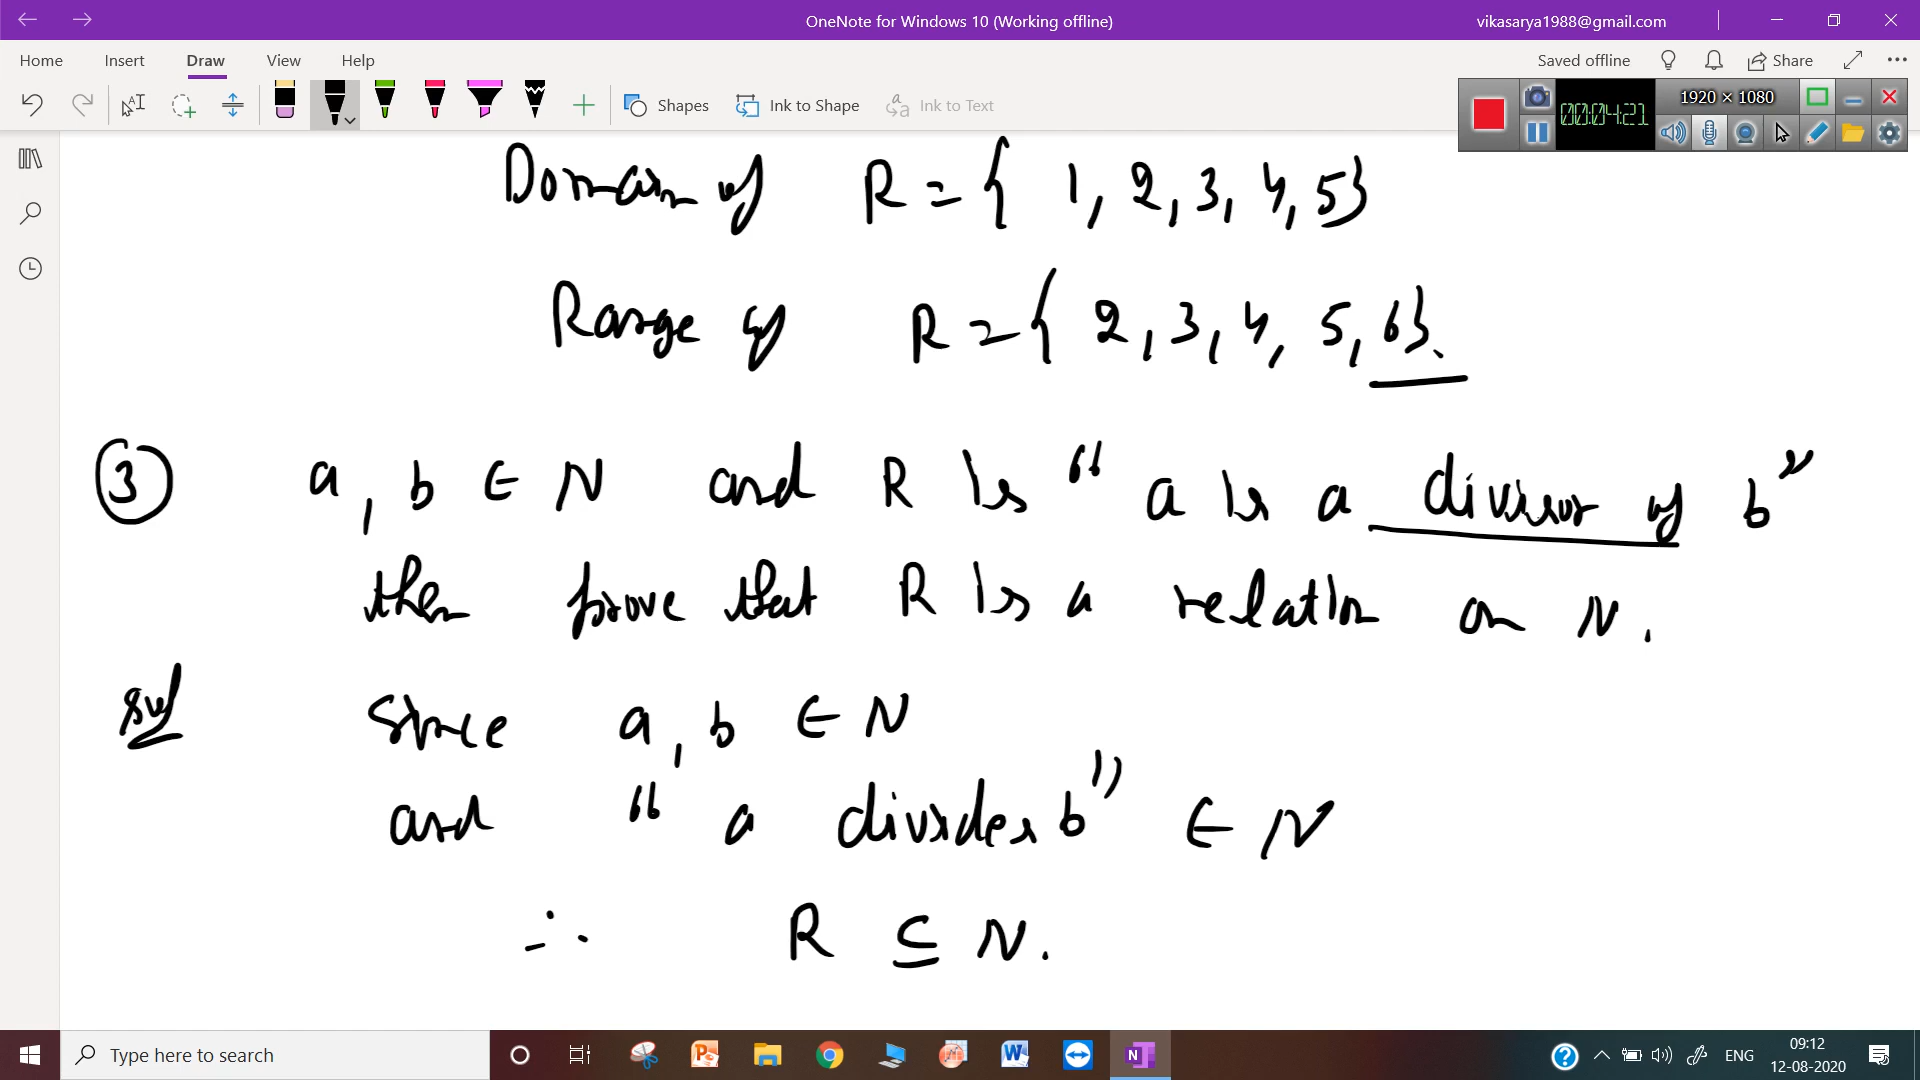 OneNote for Windows 10 (Working offline)
vikasarya1988@gmail.com
Home Insert Draw View Help
Saved offline Share
Shapes Ink to Shape Ink to Text
1920 × 1080
00:04:21
Domain of R = { 1, 2, 3, 4, 5}
Range of R = { 2, 3, 4, 5, 6}.
③ a, b ∈ N and R is “ a is a divisor of b”
then prove that R is a relation on N.
Sol Since a, b ∈ N
and “ a divides b” ∈ N
∴ R ⊆ N.
Type here to search
ENG
09:12
12-08-2020